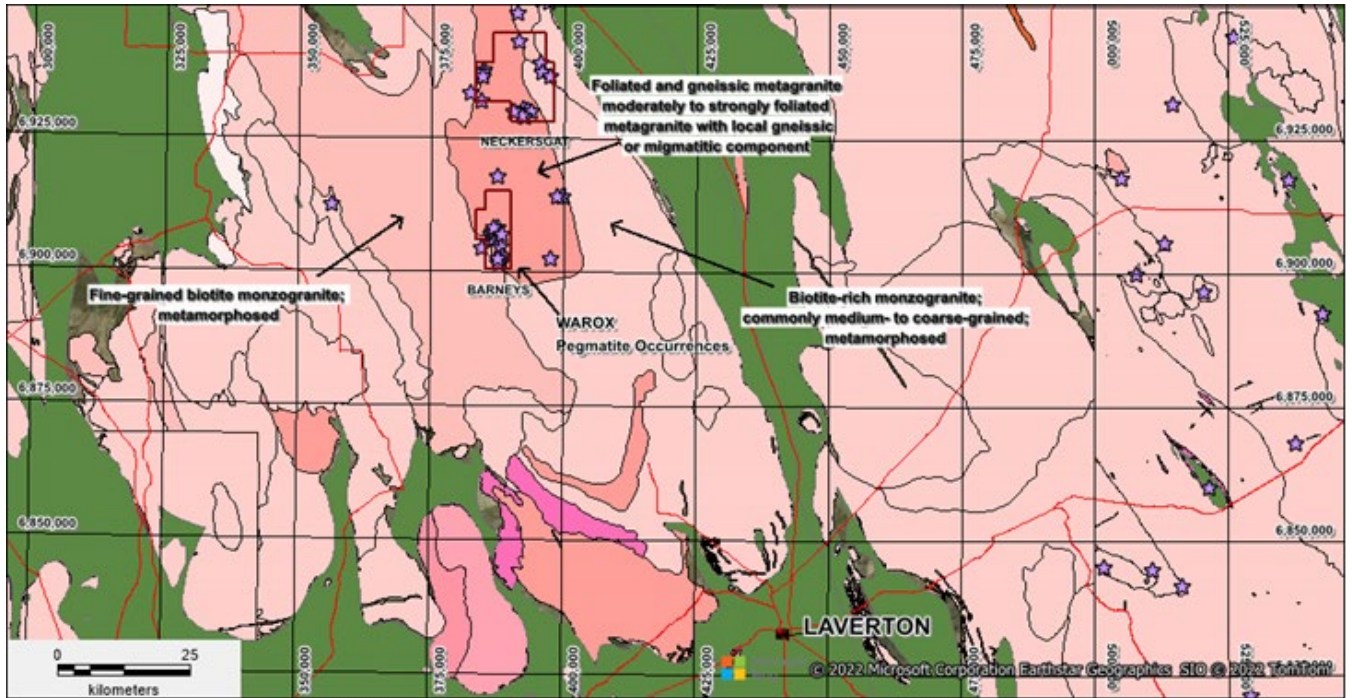 300,000
325,000
350,000
375,000
400,000
425,000
450,000
475,000
500,000
525,000
Foliated and gneissic metagranite
moderately to strongly foliated
metagranite with local gneissic
or migmatitic component
6,925,000
6,925,000
NECKERSGAT
6,900,000
6,900,000
BARNEYS
Fine-grained biotite monzogranite;
metamorphosed
Biotite-rich monzogranite;
commonly medium- to coarse-grained;
metamorphosed
WAROX
Pegmatite Occurrences
6,875,000
6,875,000
6,850,000
6,850,000
LAVERTON
0 25
kilometers
350,000
375,000
400,000
425,000
© 2022 Microsoft Corporation Earthstar Geographics SIO © 2022 TomTom